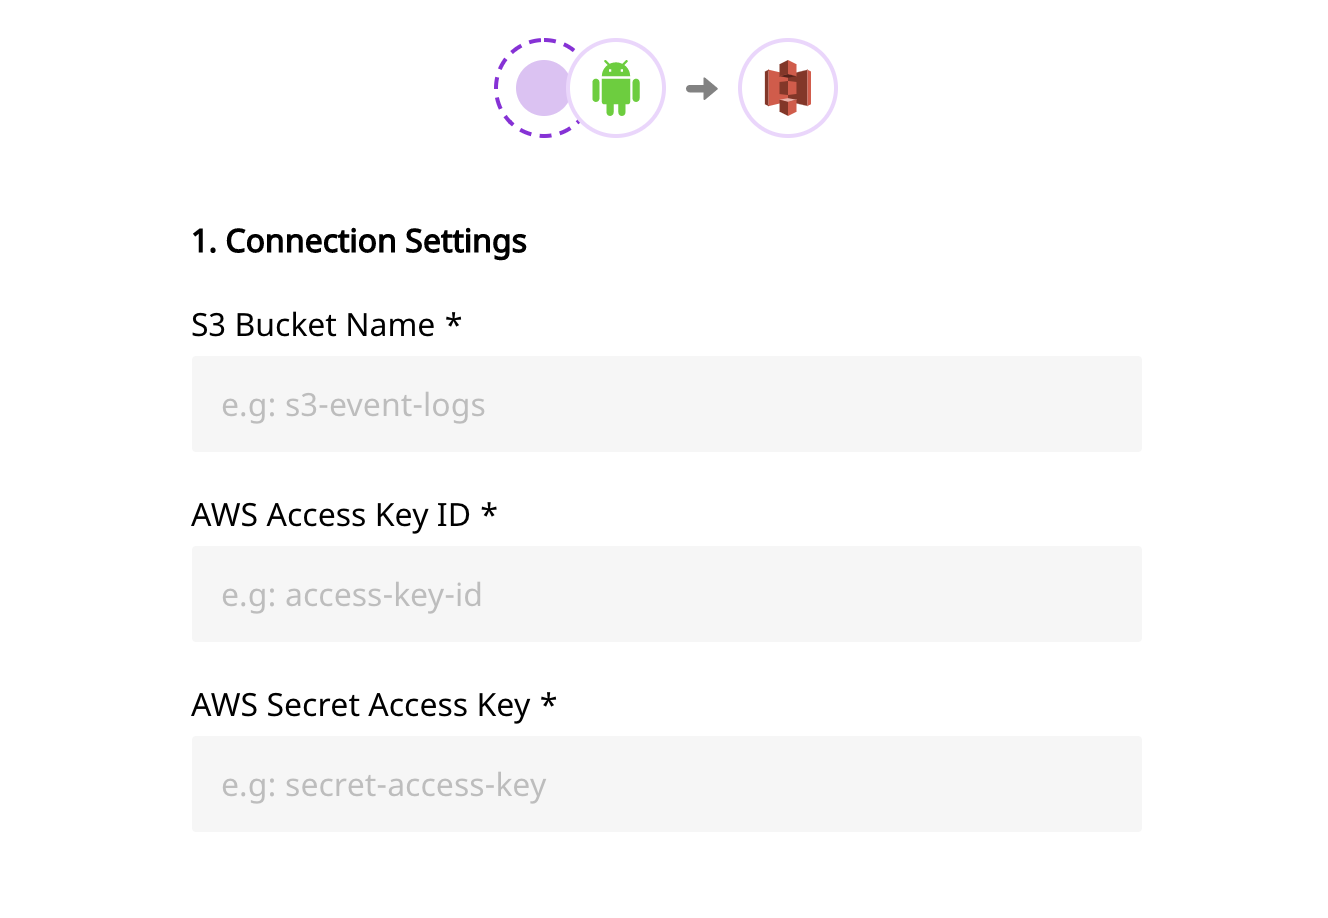 1. Connection Settings
S3 Bucket Name *
e.g: s3-event-logs
AWS Access Key ID *
e.g: access-key-id
AWS Secret Access Key *
e.g: secret-access-key